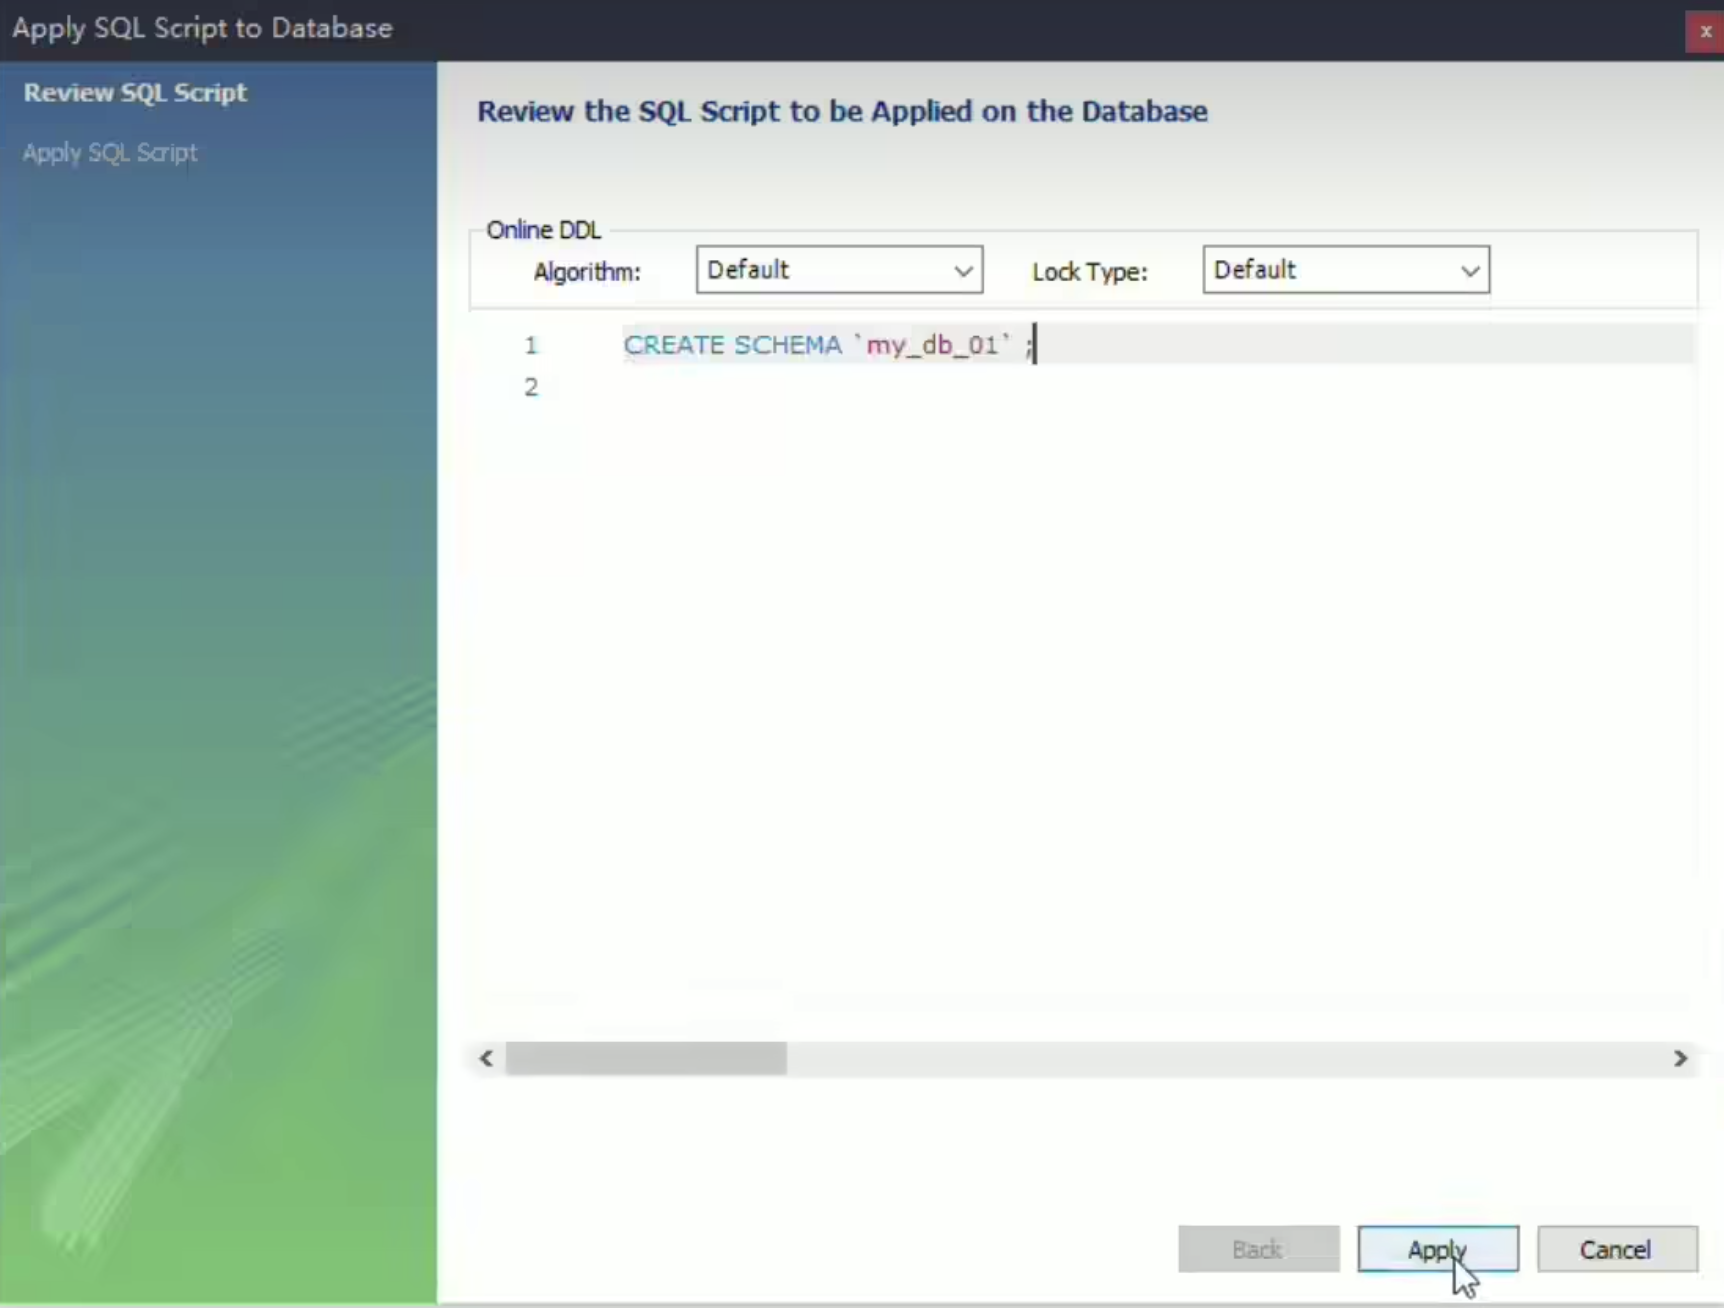 Apply SQL Script to Database
x
Review SQL Script
Apply SQL Script
Review the SQL Script to be Applied on the Database
Online DDL
Algorithm: Default Lock Type: Default
1 CREATE SCHEMA `my_db_01` ;
2
Back Apply Cancel